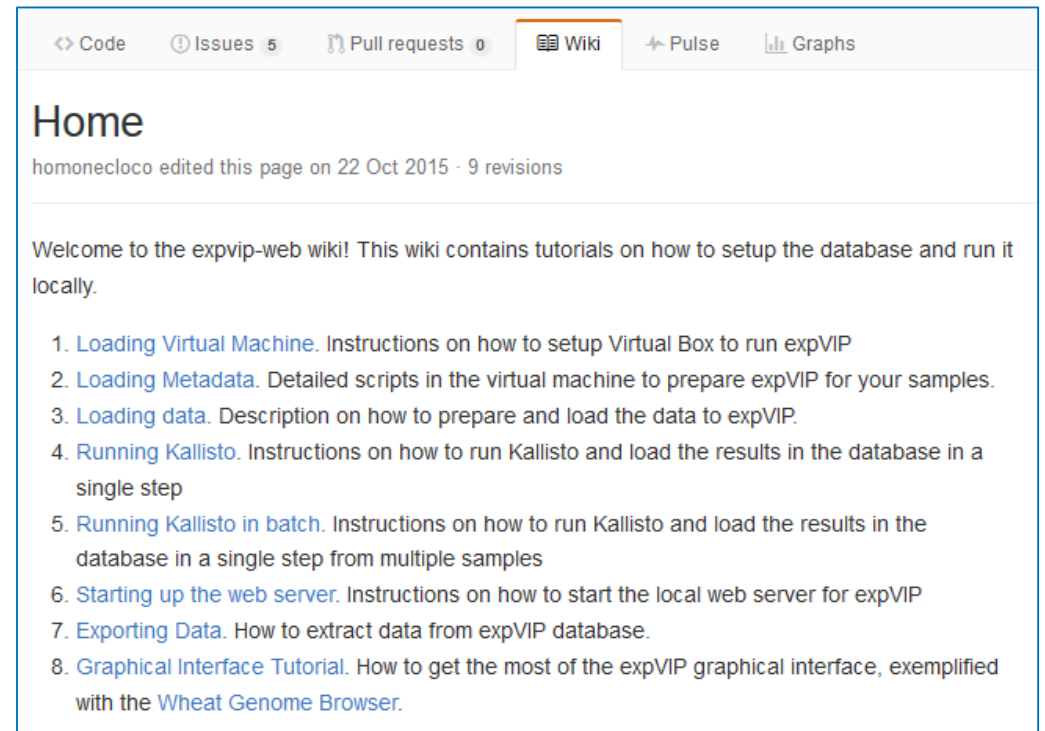 <> Code Issues 5 Pull requests 0 Wiki Pulse Graphs
Home
homonecloco edited this page on 22 Oct 2015 · 9 revisions
Welcome to the expvip-web wiki! This wiki contains tutorials on how to setup the database and run it
locally.
1. Loading Virtual Machine. Instructions on how to setup Virtual Box to run expVIP
2. Loading Metadata. Detailed scripts in the virtual machine to prepare expVIP for your samples.
3. Loading data. Description on how to prepare and load the data to expVIP.
4. Running Kallisto. Instructions on how to run Kallisto and load the results in the database in a
single step
5. Running Kallisto in batch. Instructions on how to run Kallisto and load the results in the
database in a single step from multiple samples
6. Starting up the web server. Instructions on how to start the local web server for expVIP
7. Exporting Data. How to extract data from expVIP database.
8. Graphical Interface Tutorial. How to get the most of the expVIP graphical interface, exemplified
with the Wheat Genome Browser.